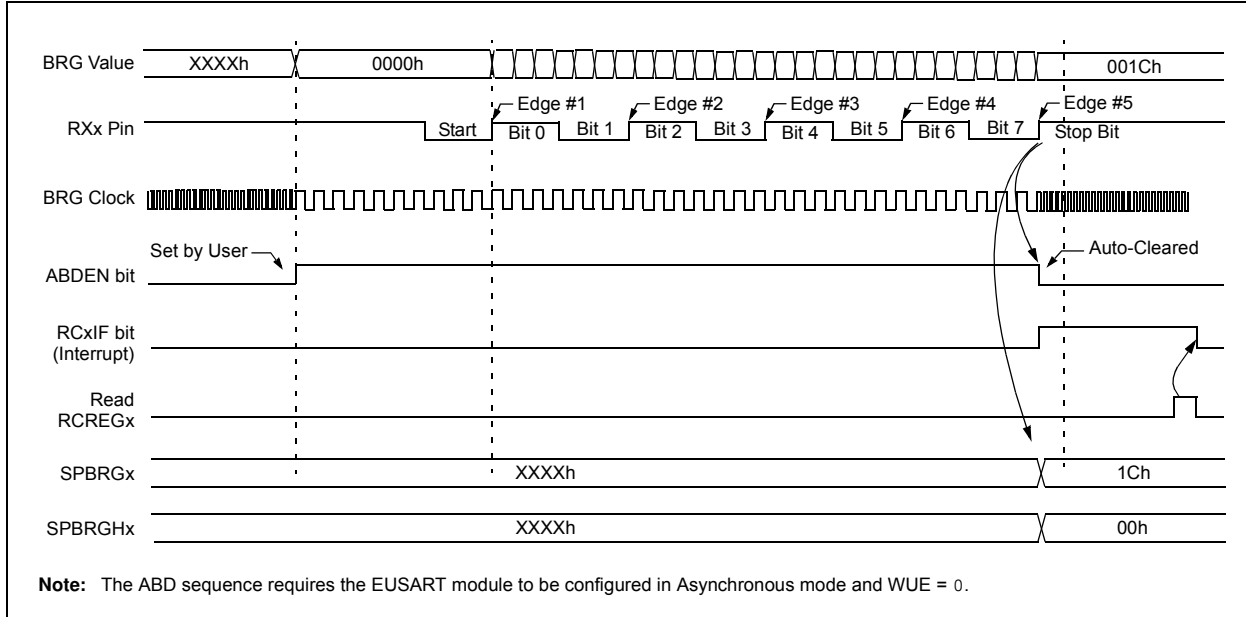 BRG Value XXXXh 0000h 001Ch
Edge #1 Edge #2 Edge #3 Edge #4 Edge #5
RXx Pin Start Bit 0 Bit 1 Bit 2 Bit 3 Bit 4 Bit 5 Bit 6 Bit 7 Stop Bit
BRG Clock
Set by User Auto-Cleared
ABDEN bit
RCxIF bit
(Interrupt)
Read
RCREGx
SPBRGx XXXXh 1Ch
SPBRGHx XXXXh 00h
Note: The ABD sequence requires the EUSART module to be configured in Asynchronous mode and WUE = 0.